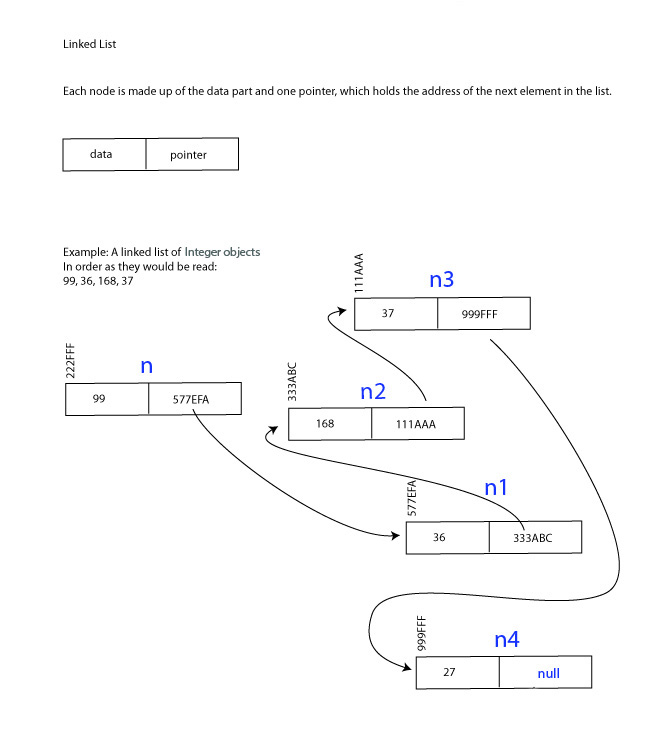 Linked List
Each node is made up of the data part and one pointer, which holds the address of the next element in the list.
data
pointer
Example: A linked list of Integer objects
In order as they would be read:
99, 36, 168, 37
111AAA
n3
37
999FFF
222FFF
n
99
577EFA
333ABC
n2
168
111AAA
577EFA
n1
36
333ABC
999FFF
n4
27
null